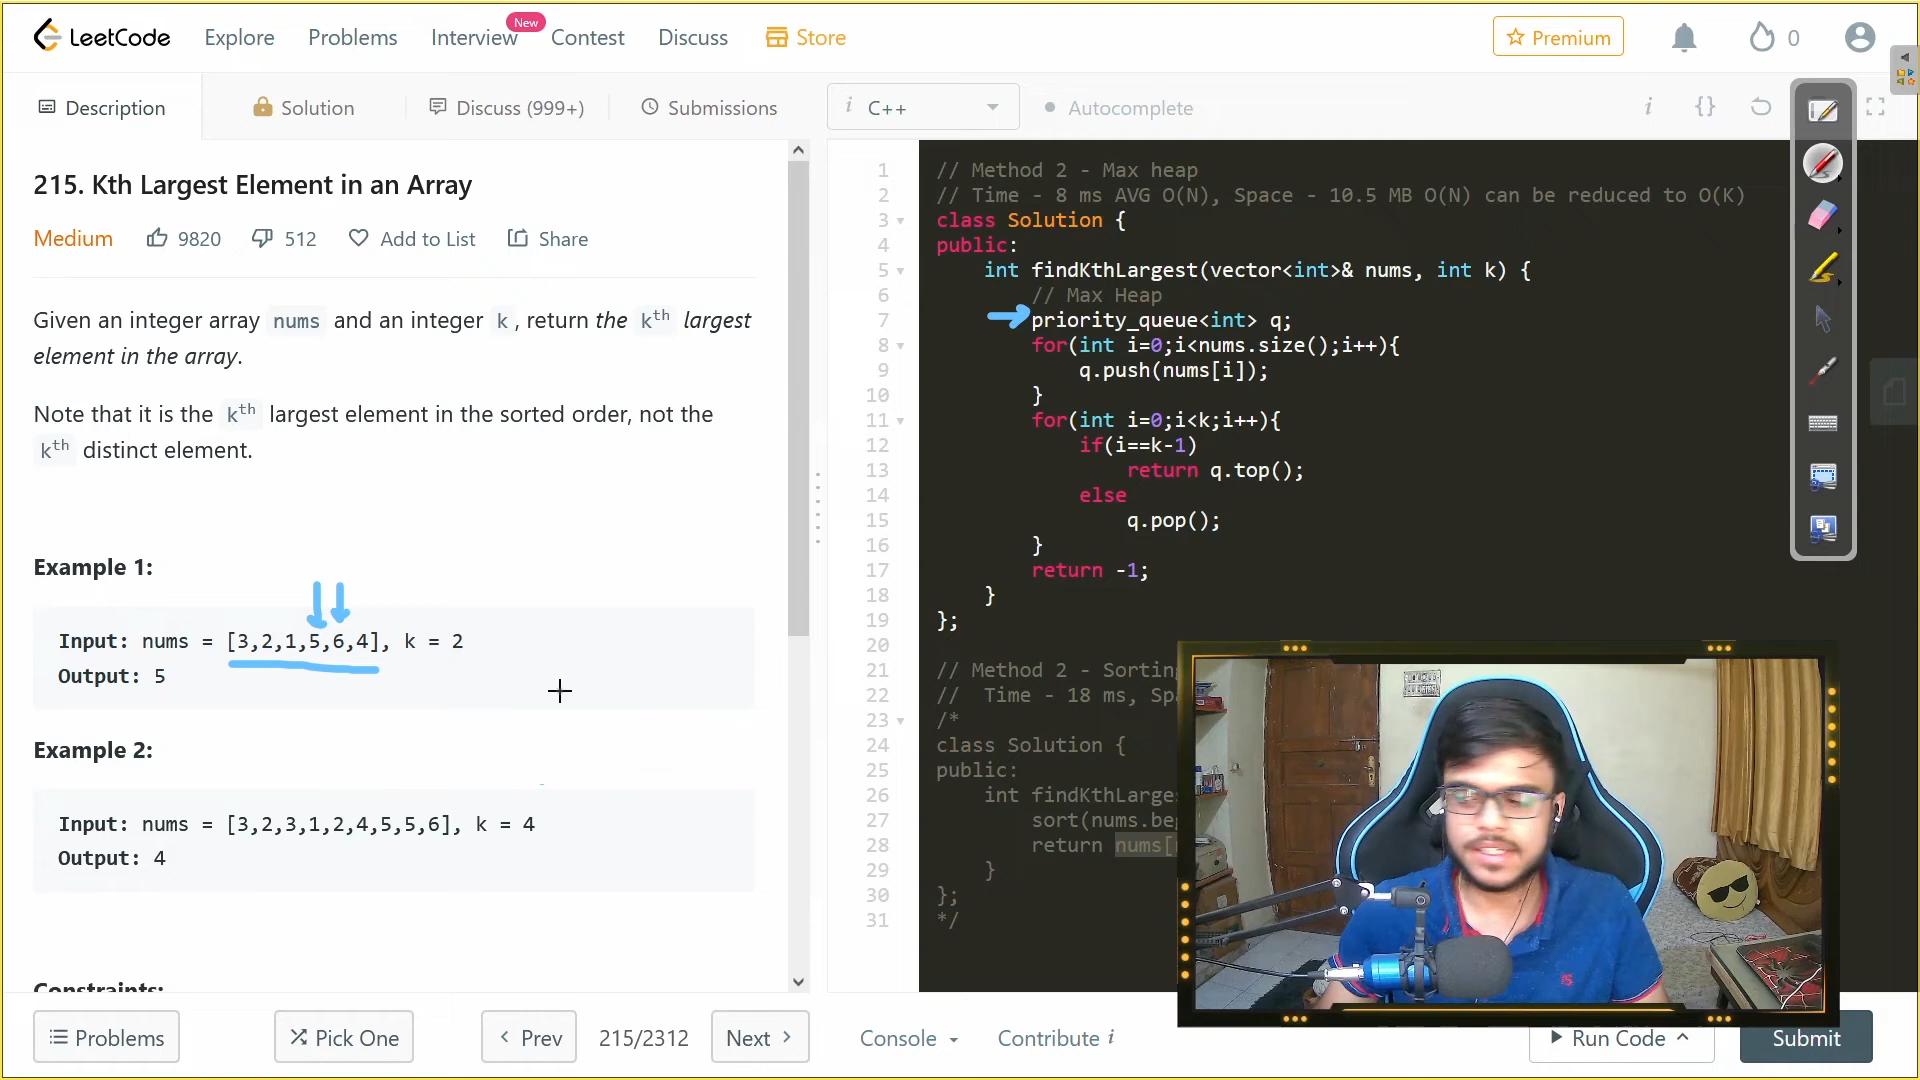 LeetCode Explore Problems Interview New Contest Discuss Store Premium 0
Description Solution Discuss (999+) Submissions i C++ Autocomplete i {}
215. Kth Largest Element in an Array
Medium 9820 512 Add to List Share
Given an integer array nums and an integer k, return the kth largest
element in the array.
Note that it is the kth largest element in the sorted order, not the
kth distinct element.
Example 1:
Input: nums = [3,2,1,5,6,4], k = 2
Output: 5
Example 2:
Input: nums = [3,2,3,1,2,4,5,5,6], k = 4
Output: 4
Constraints:
1 // Method 2 - Max heap
2 // Time - 8 ms AVG O(N), Space - 10.5 MB O(N) can be reduced to O(K)
3 class Solution {
4 public:
5 int findKthLargest(vector<int>& nums, int k) {
6 // Max Heap
7 priority_queue<int> q;
8 for(int i=0;i<nums.size();i++){
9 q.push(nums[i]);
10 }
11 for(int i=0;i<k;i++){
12 if(i==k-1)
13 return q.top();
14 else
15 q.pop();
16 }
17 return -1;
18 }
19 };
20
21 // Method 2 - Sortin
22 // Time - 18 ms, Sp
23 /*
24 class Solution {
25 public:
26 int findKthLarges
27 sort(nums.beg
28 return nums[
29 }
30 };
31 */
Problems Pick One Prev 215/2312 Next Console Contribute i Run Code Submit